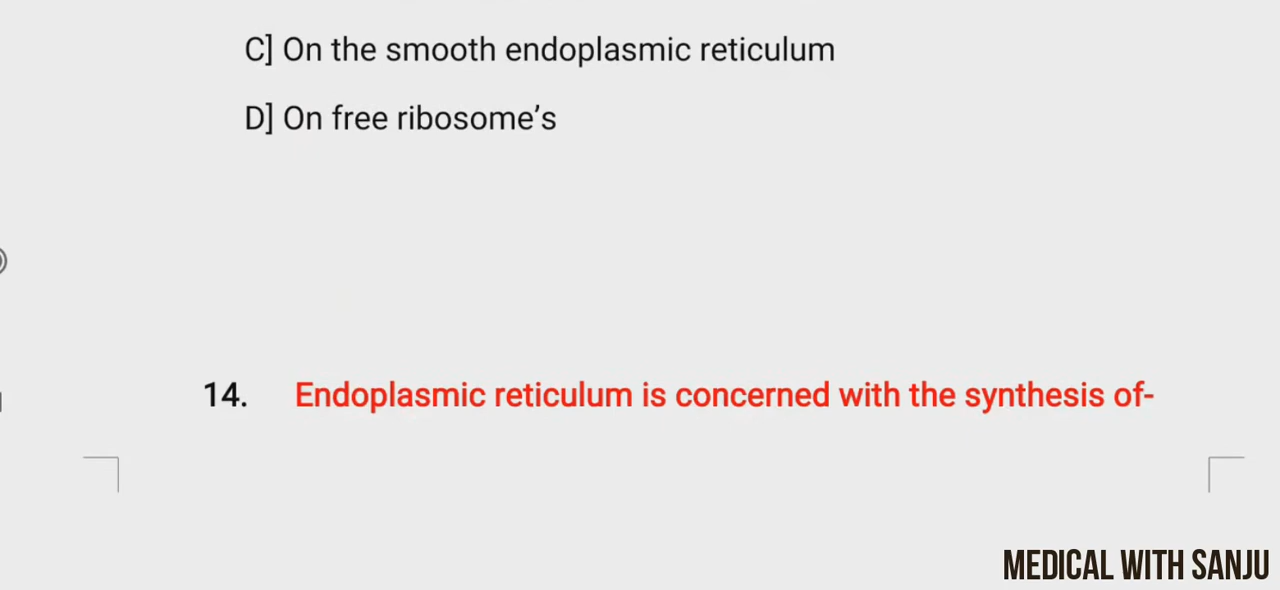 C] On the smooth endoplasmic reticulum
D] On free ribosome’s
14. Endoplasmic reticulum is concerned with the synthesis of-
MEDICAL WITH SANJU